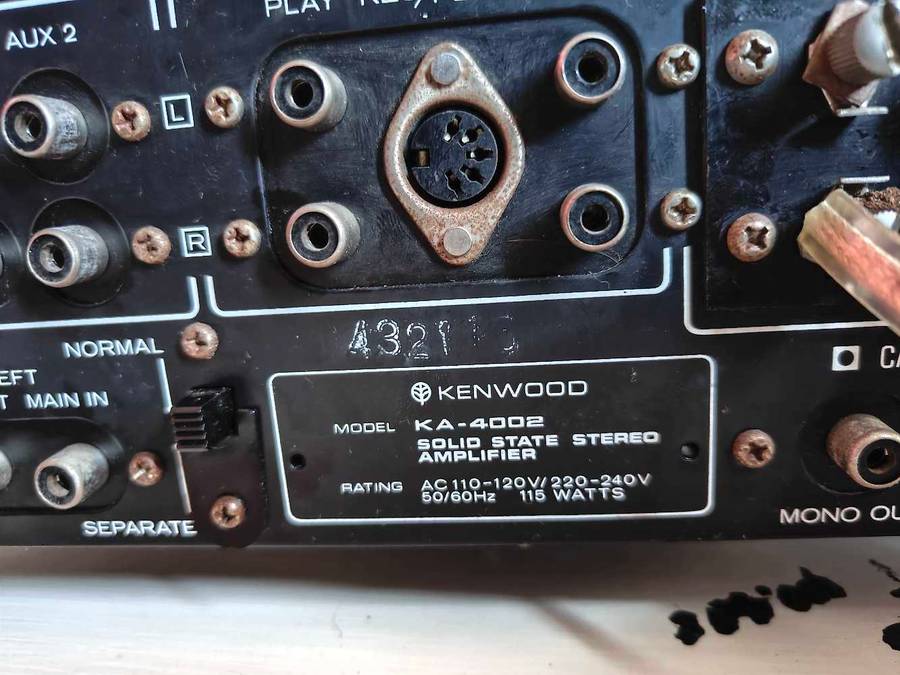 PLAY
AUX 2
L
R
NORMAL
MAIN IN
SEPARATE
KENWOOD
MODEL KA-4002
SOLID STATE STEREO
AMPLIFIER
RATING AC 110-120V/220-240V
50/60Hz 115 WATTS
MONO